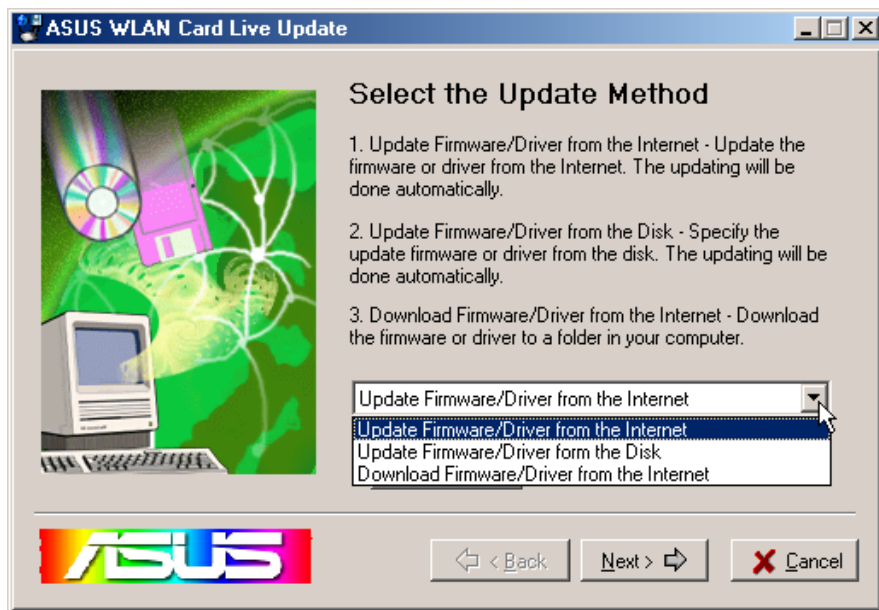 ASUS WLAN Card Live Update
Select the Update Method
1. Update Firmware/Driver from the Internet - Update the
firmware or driver from the Internet. The updating will be
done automatically.
2. Update Firmware/Driver from the Disk - Specify the
update firmware or driver from the disk. The updating will be
done automatically.
3. Download Firmware/Driver from the Internet - Download
the firmware or driver to a folder in your computer.
Update Firmware/Driver from the Internet
Update Firmware/Driver from the Internet
Update Firmware/Driver form the Disk
Download Firmware/Driver from the Internet
ASUS
< Back
Next >
Cancel